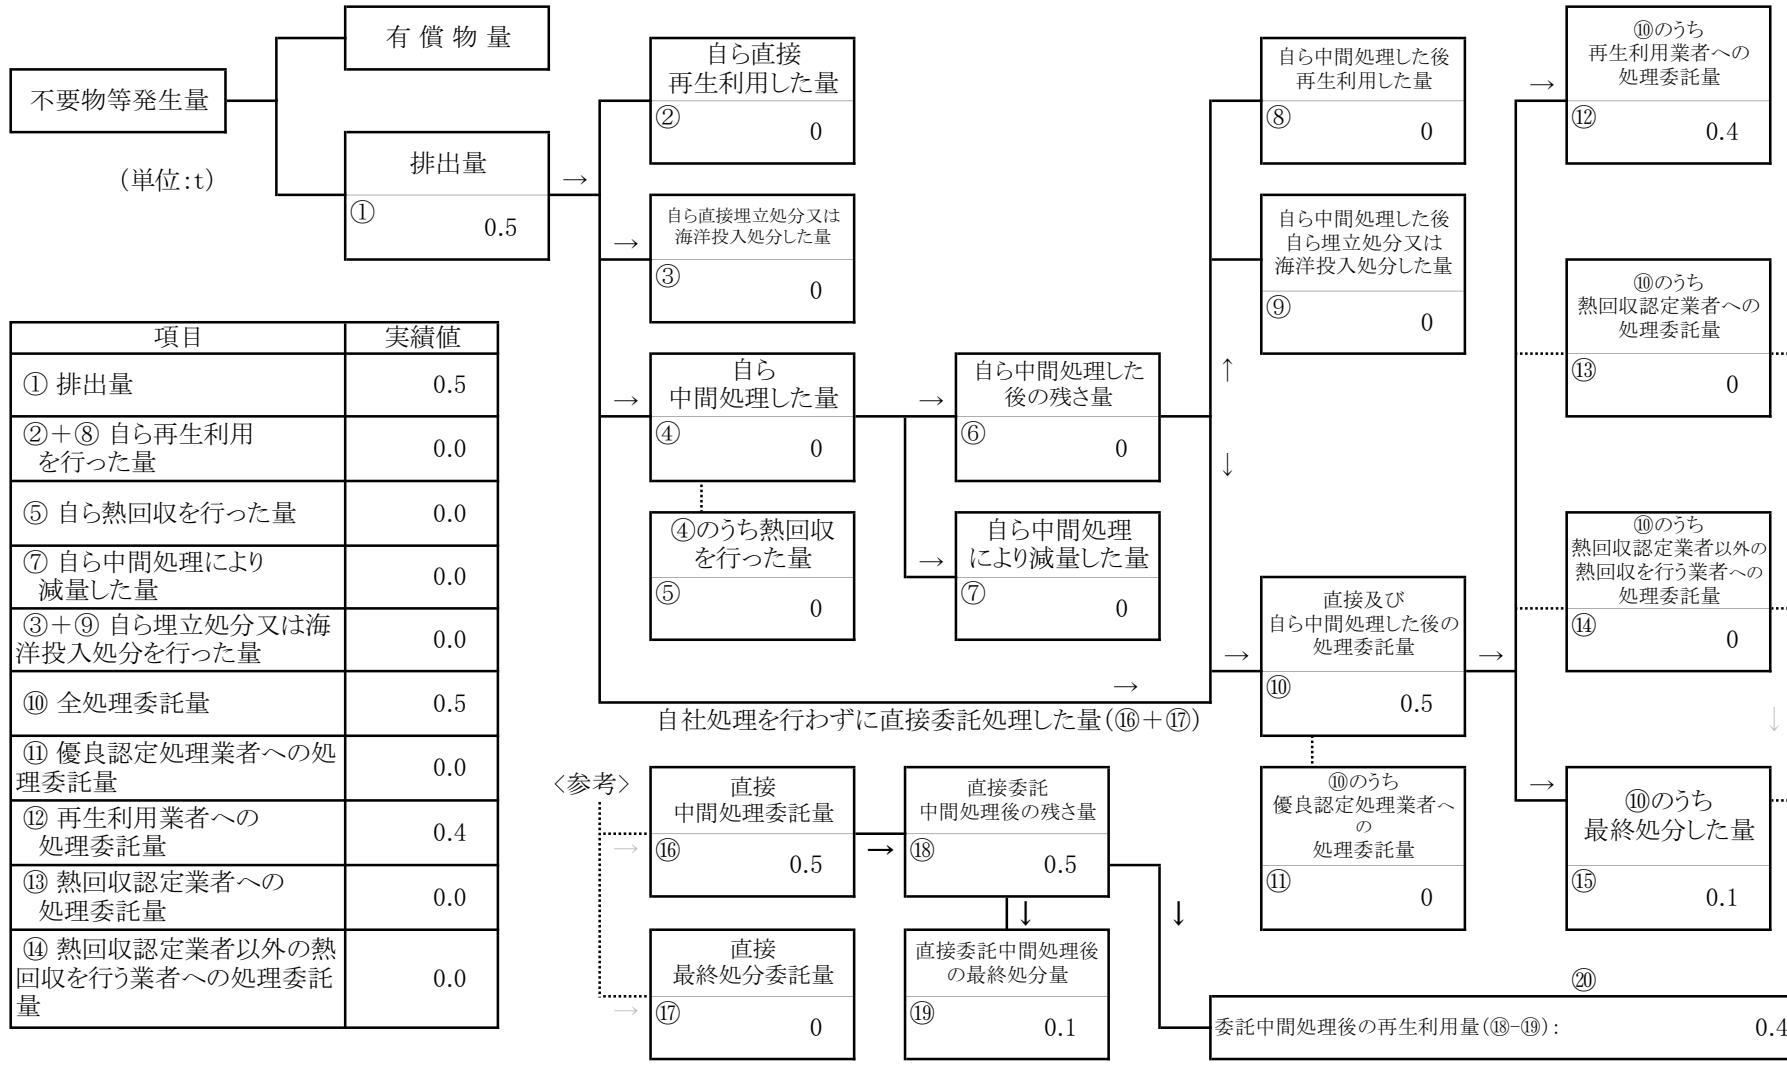 不要物等発生量
(単位:t)
有 償 物 量
排出量
①
0.5
→
自ら直接
再生利用した量
②
0
→
自ら直接埋立処分又は
海洋投入処分した量
③
0
→
自ら
中間処理した量
④
0
④のうち熱回収
を行った量
⑤
0
→
自ら中間処理した
後の残さ量
⑥
0
→
自ら中間処理
により減量した量
⑦
0
→
自社処理を行わずに直接委託処理した量(⑯+⑰)
↑
↓
自ら中間処理した後
再生利用した量
⑧
0
自ら中間処理した後
自ら埋立処分又は
海洋投入処分した量
⑨
0
→
直接及び
自ら中間処理した後の
処理委託量
⑩
0.5
⑩のうち
優良認定処理業者へ
の
処理委託量
⑪
0
→
→
⑩のうち
再生利用業者への
処理委託量
⑫
0.4
⑩のうち
熱回収認定業者への
処理委託量
⑬
0
⑩のうち
熱回収認定業者以外の
熱回収を行う業者への
処理委託量
⑭
0
↓
→
⑩のうち
最終処分した量
⑮
0.1
項目 実績値
① 排出量 0.5
②+⑧ 自ら再生利用
を行った量 0.0
⑤ 自ら熱回収を行った量 0.0
⑦ 自ら中間処理により
減量した量 0.0
③+⑨ 自ら埋立処分又は海
洋投入処分を行った量 0.0
⑩ 全処理委託量 0.5
⑪ 優良認定処理業者への処
理委託量 0.0
⑫ 再生利用業者への
処理委託量 0.4
⑬ 熱回収認定業者への
処理委託量 0.0
⑭ 熱回収認定業者以外の熱
回収を行う業者への処理委託
量 0.0
<参考>
→
直接
中間処理委託量
⑯
0.5
→
直接委託
中間処理後の残さ量
⑱
0.5
↓
↓
→
直接
最終処分委託量
⑰
0
直接委託中間処理後
の最終処分量
⑲
0.1
⑳
委託中間処理後の再生利用量(⑱-⑲): 0.4